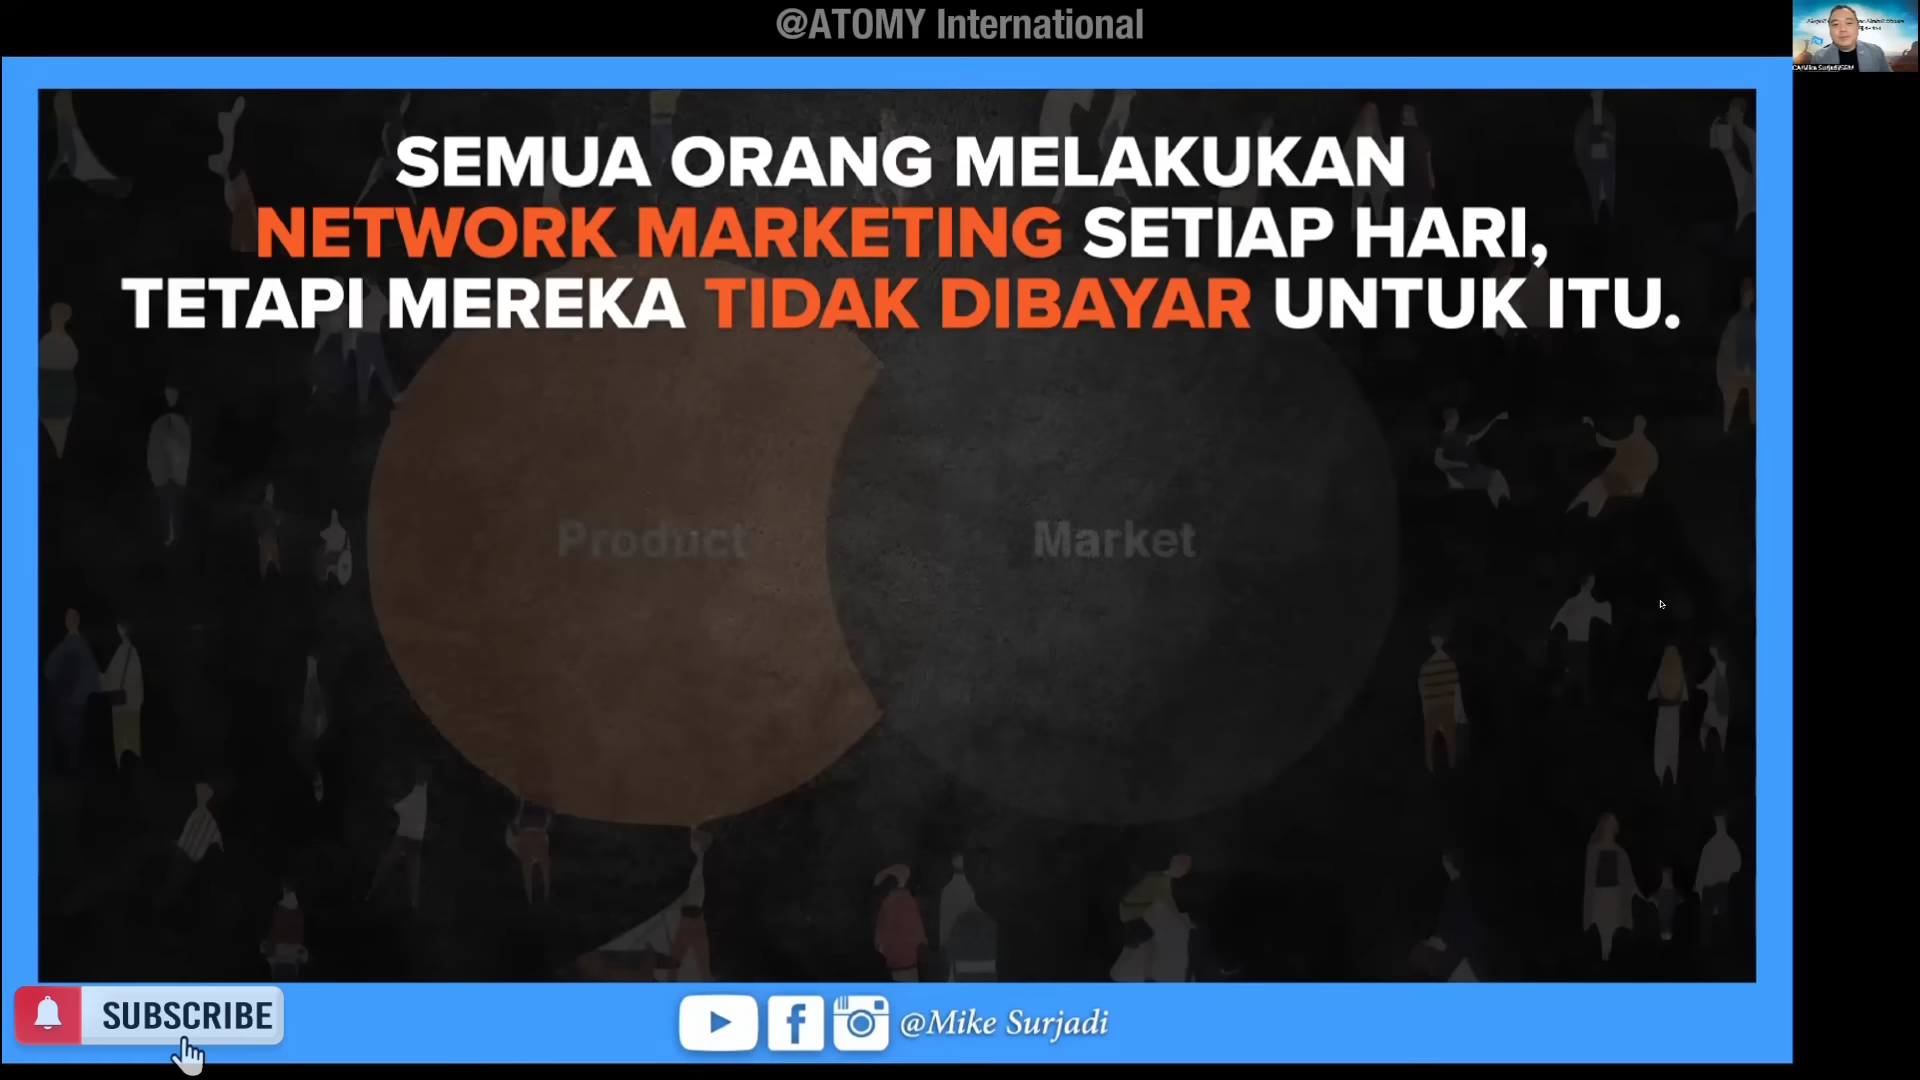 @ATOMY International
SEMUA ORANG MELAKUKAN
NETWORK MARKETING SETIAP HARI,
TETAPI MEREKA TIDAK DIBAYAR UNTUK ITU.
Product
Market
SUBSCRIBE
@Mike Surjadi